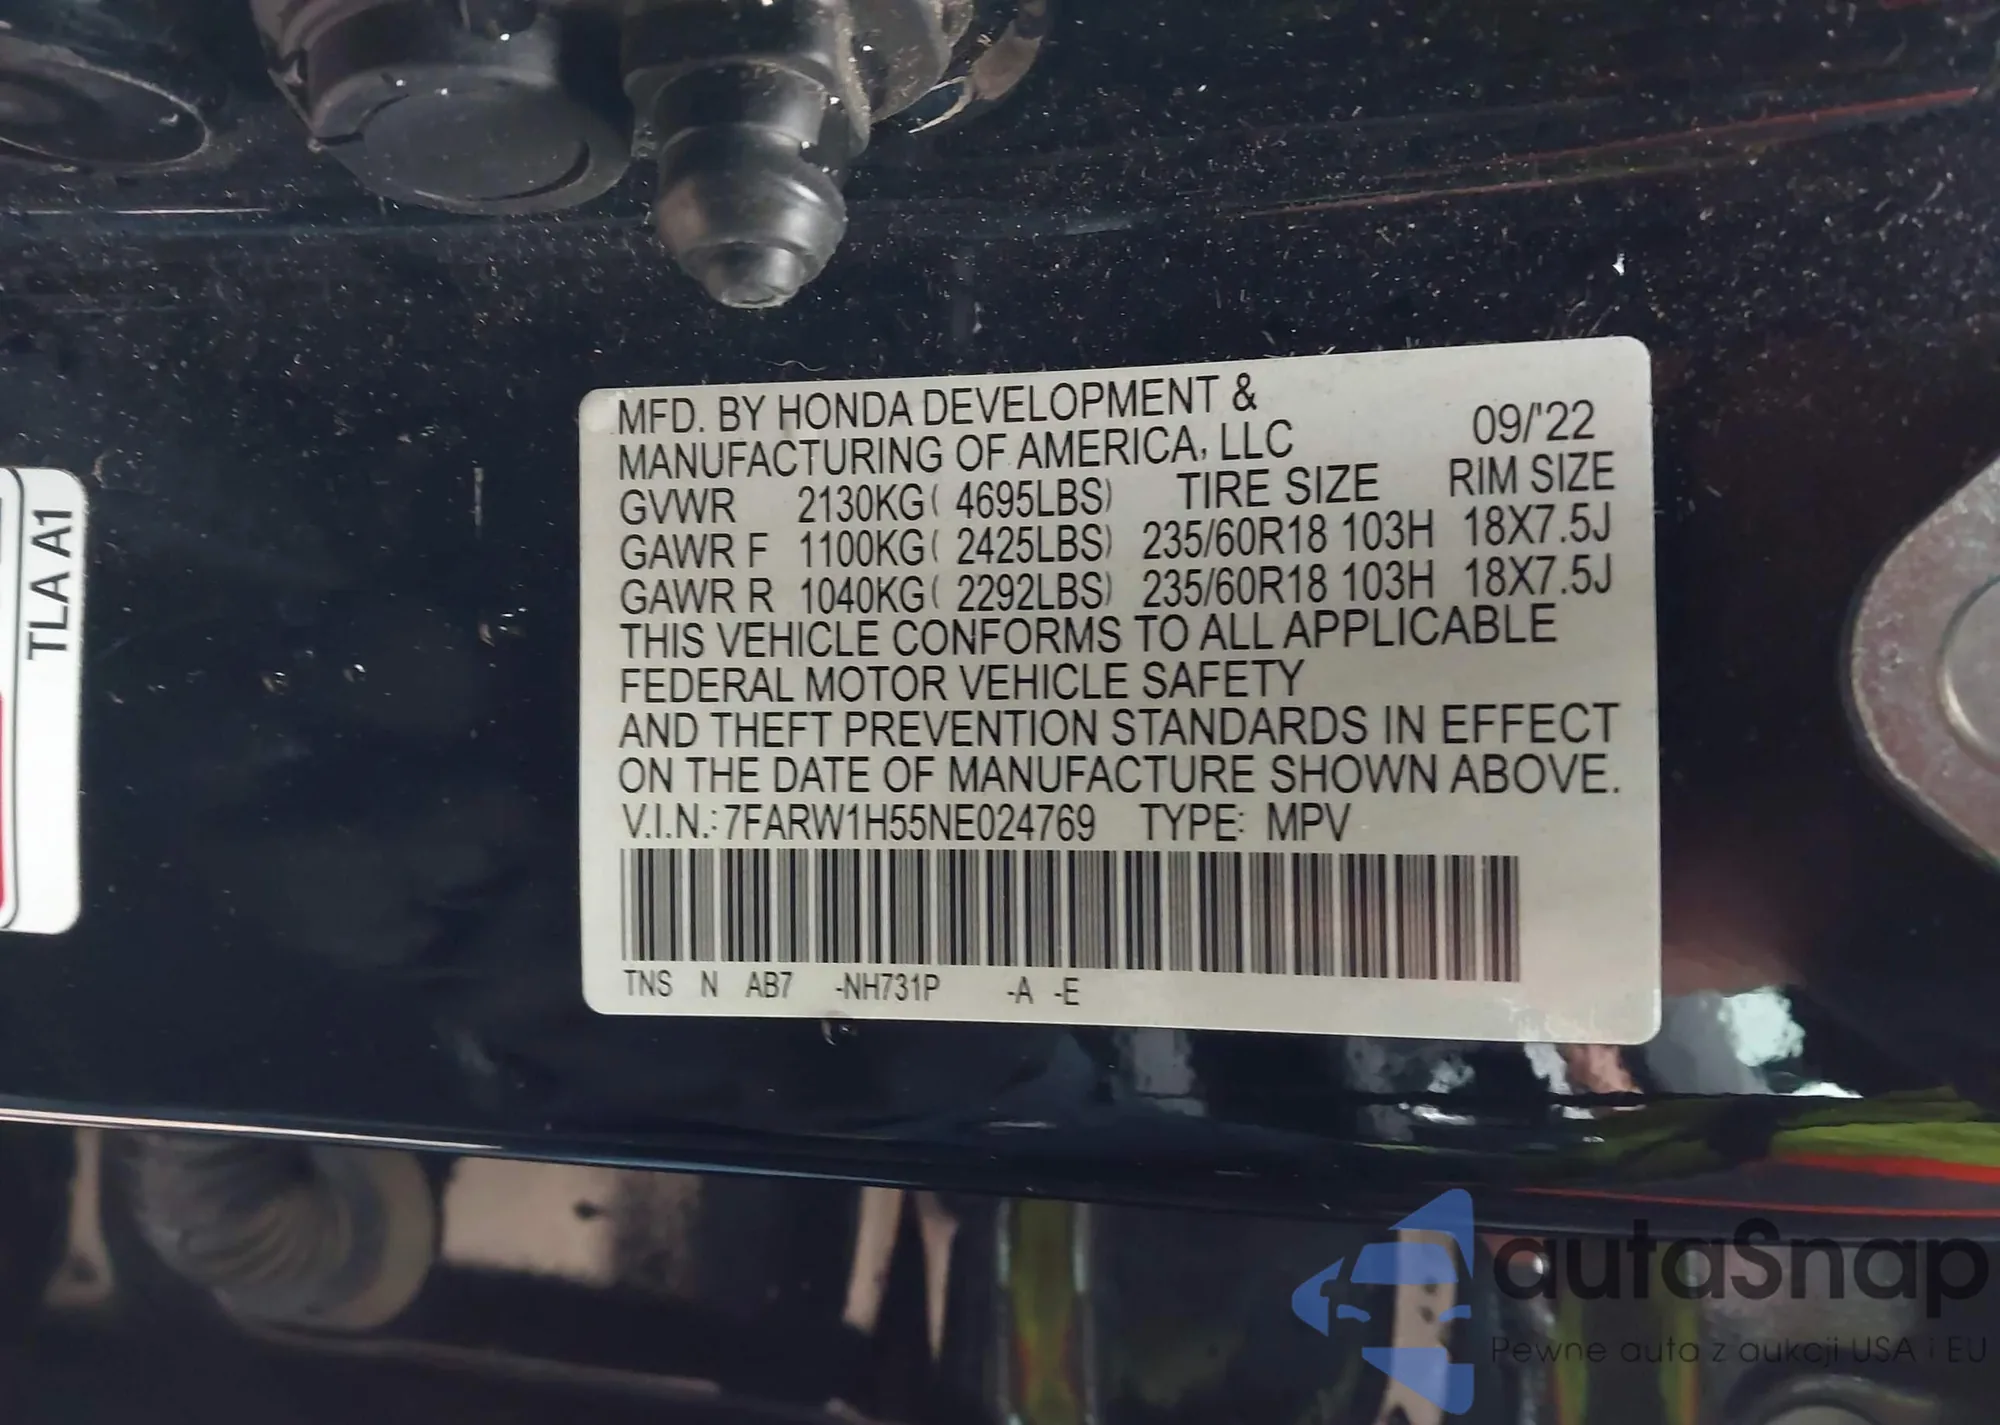 MFD. BY HONDA DEVELOPMENT &
MANUFACTURING OF AMERICA, LLC 09/'22
GVWR 2130KG( 4695LBS) TIRE SIZE RIM SIZE
GAWR F 1100KG( 2425LBS) 235/60R18 103H 18X7.5J
GAWR R 1040KG( 2292LBS) 235/60R18 103H 18X7.5J
THIS VEHICLE CONFORMS TO ALL APPLICABLE
FEDERAL MOTOR VEHICLE SAFETY
AND THEFT PREVENTION STANDARDS IN EFFECT
ON THE DATE OF MANUFACTURE SHOWN ABOVE.
V.I.N.: 7FARW1H55NE024769 TYPE: MPV
TNS N AB7 -NH731P -A -E
TLA A1
autaSnap
Pewne auta z aukcji USA i EU